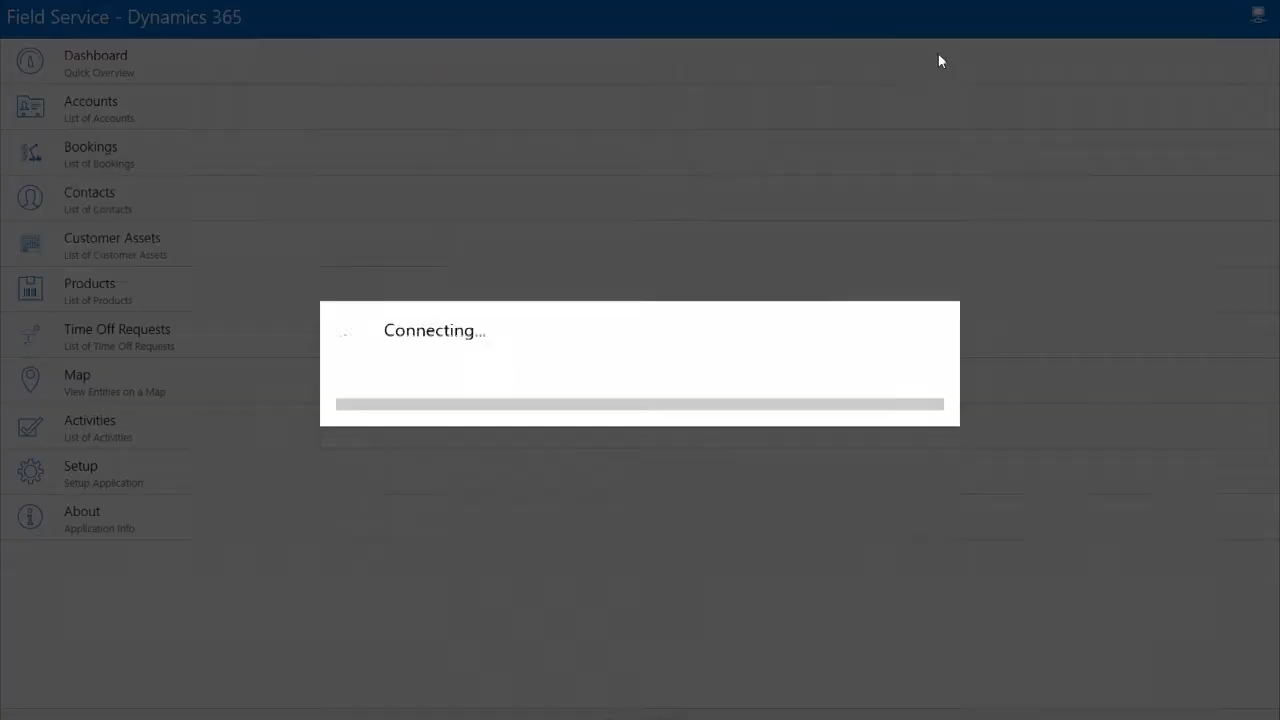 Field Service - Dynamics 365
Dashboard
Quick Overview
Accounts
List of Accounts
Bookings
List of Bookings
Contacts
List of Contacts
Customer Assets
List of Customer Assets
Products
List of Products
Time Off Requests
List of Time Off Requests
Map
View Entities on a Map
Activities
List of Activities
Setup
Setup Application
About
Application Info
Connecting...